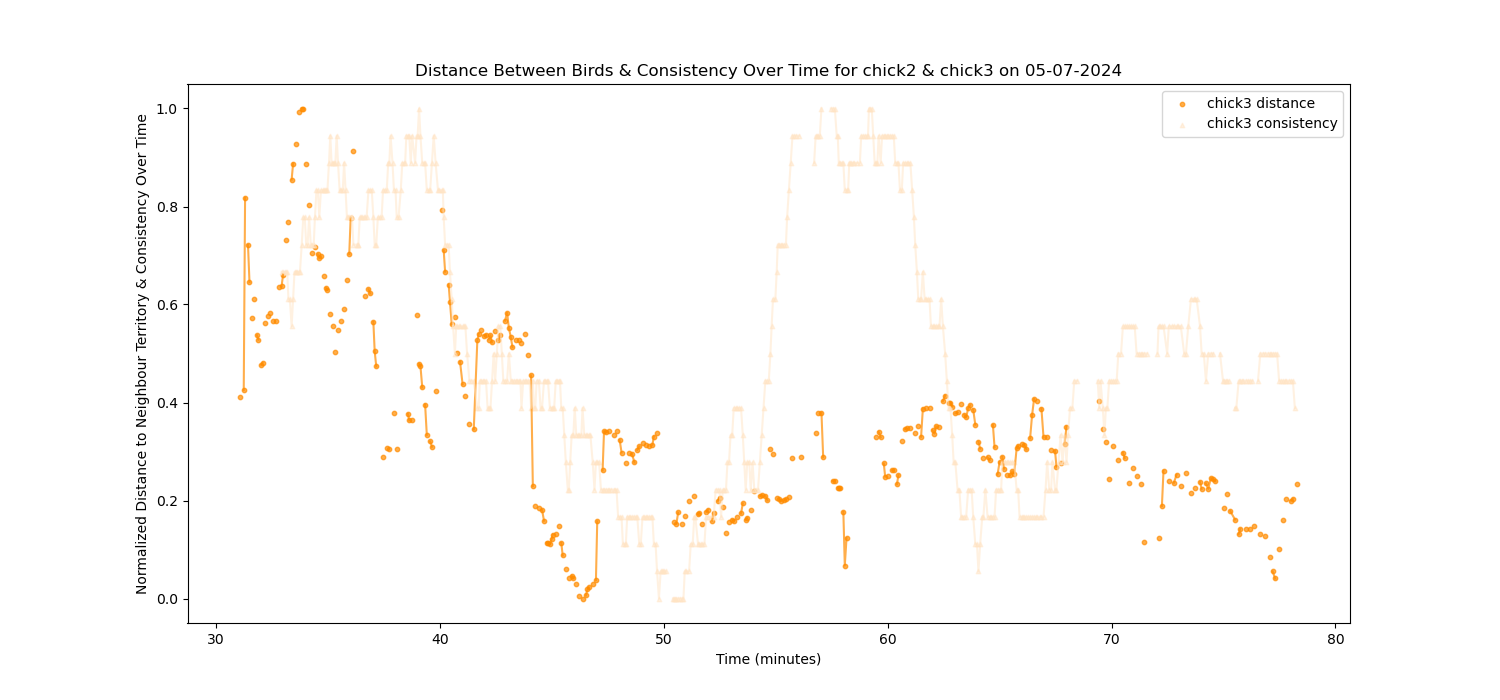 Distance Between Birds & Consistency Over Time for chick2 & chick3 on 05-07-2024
chick3 distance
chick3 consistency
Normalized Distance to Neighbour Territory & Consistency Over Time
1.0
0.8
0.6
0.4
0.2
0.0
30 40 50 60 70 80
Time (minutes)